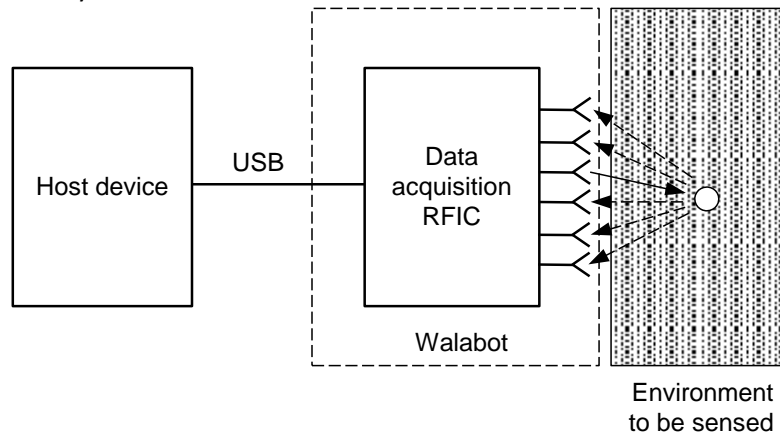 Host device
USB
Data
acquisition
RFIC
Walabot
Environment
to be sensed